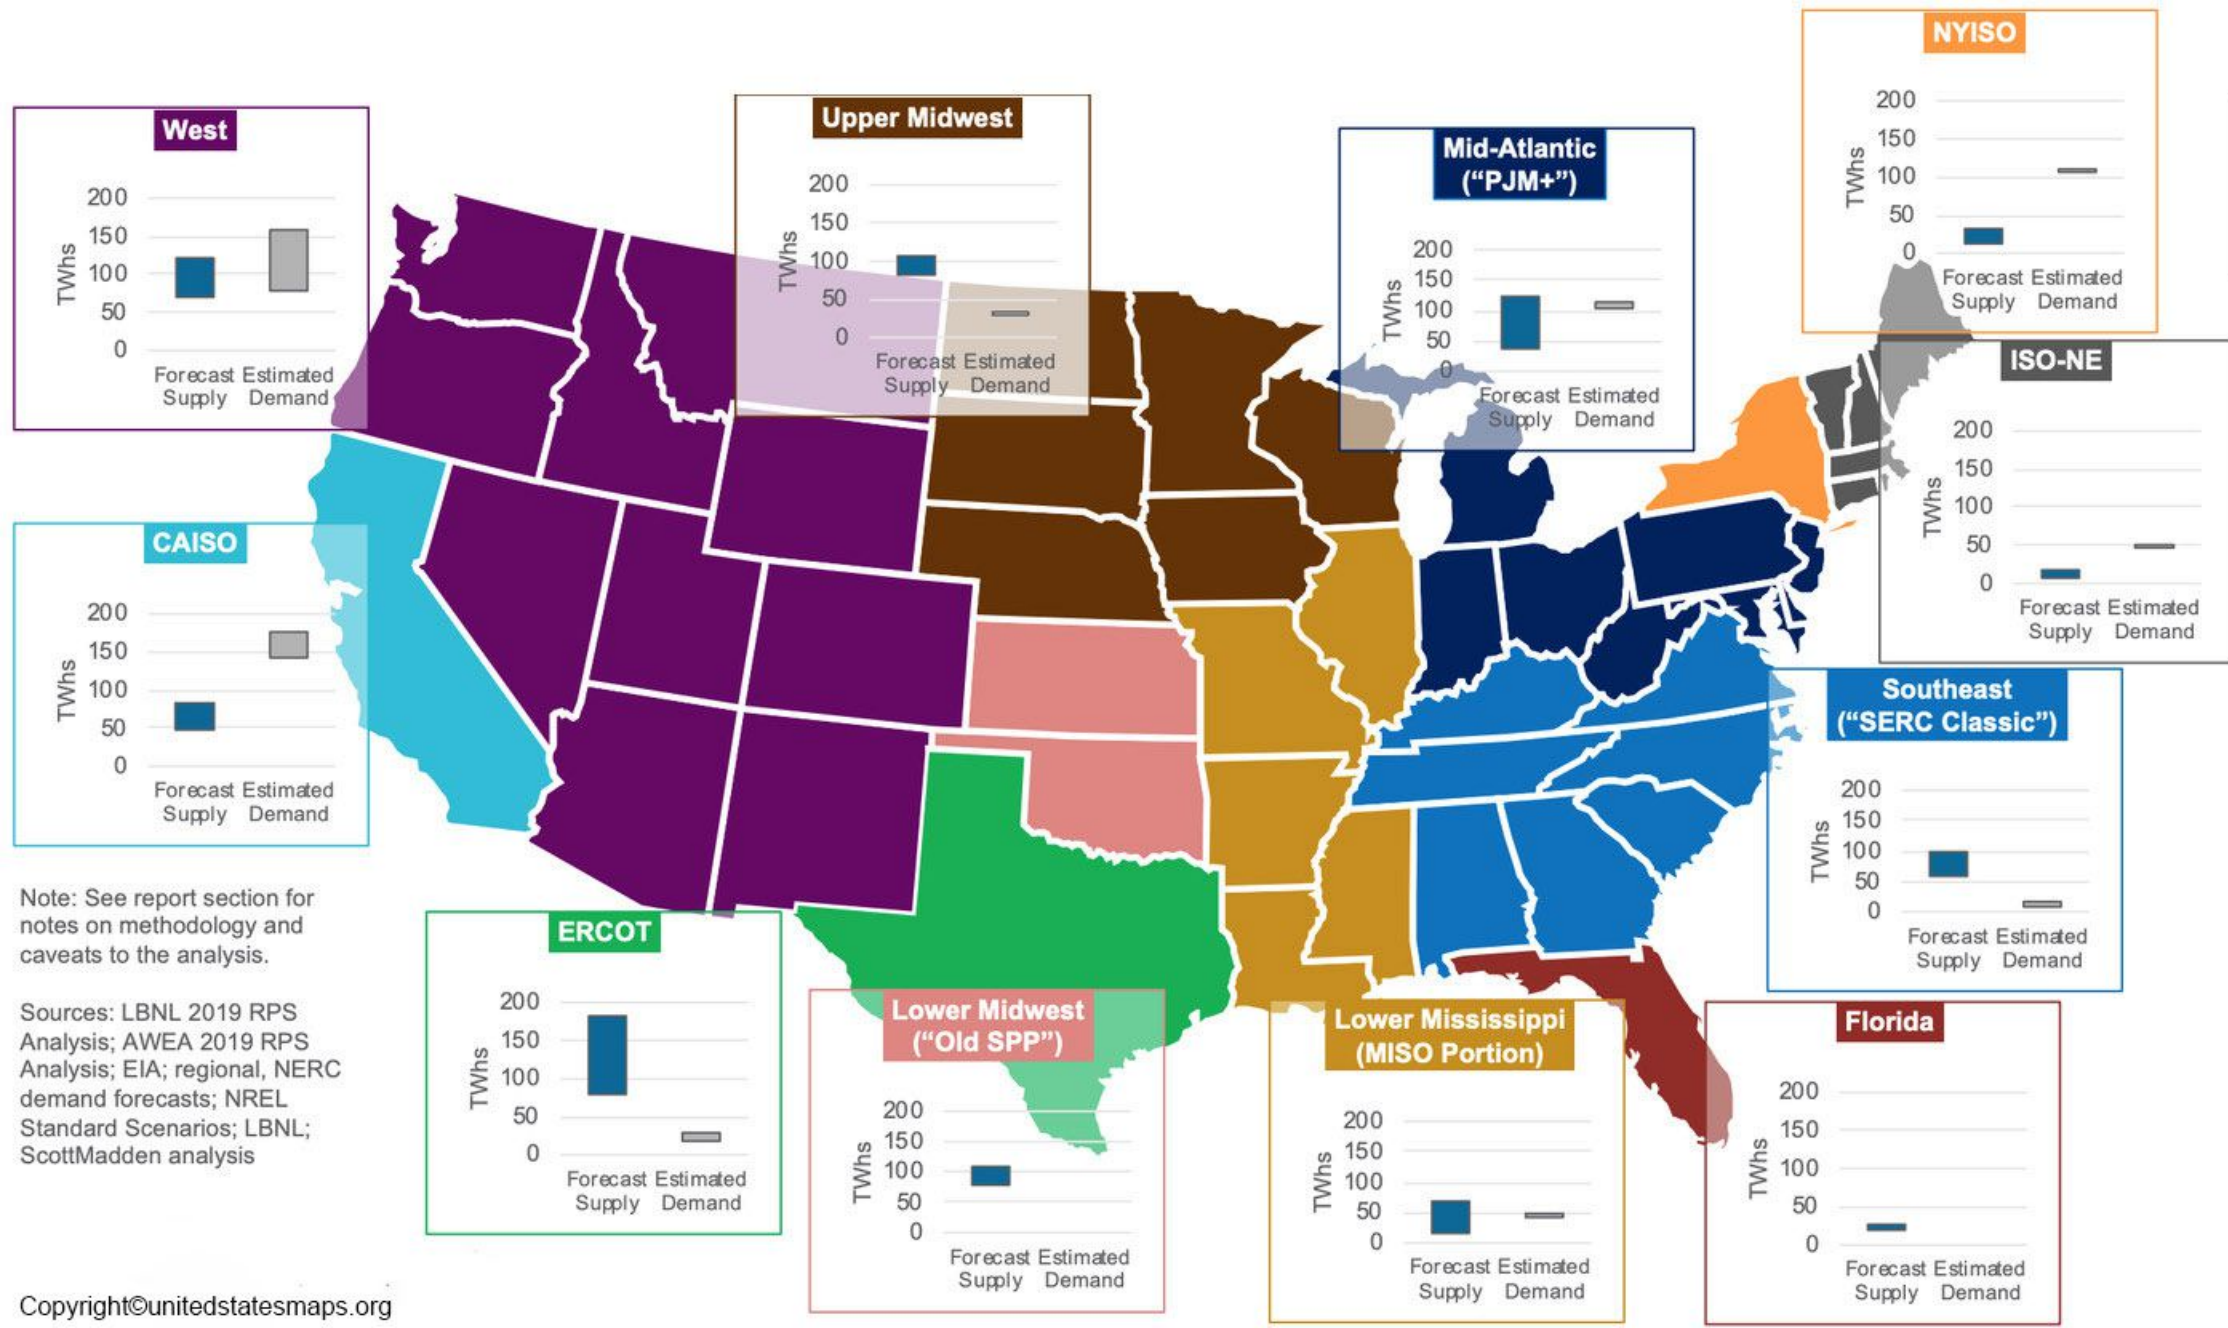 NYISO
200
150
100
50
0
TWhs
Forecast Estimated
Supply Demand
West
200
150
100
50
0
TWhs
Forecast Estimated
Supply Demand
Upper Midwest
200
150
100
50
0
TWhs
Forecast Estimated
Supply Demand
Mid-Atlantic
(“PJM+”)
200
150
100
50
0
TWhs
Forecast Estimated
Supply Demand
ISO-NE
200
150
100
50
0
TWhs
Forecast Estimated
Supply Demand
CAISO
200
150
100
50
0
TWhs
Forecast Estimated
Supply Demand
Southeast
(“SERC Classic”)
200
150
100
50
0
TWhs
Forecast Estimated
Supply Demand
Note: See report section for
notes on methodology and
caveats to the analysis.
Sources: LBNL 2019 RPS
Analysis; AWEA 2019 RPS
Analysis; EIA; regional, NERC
demand forecasts; NREL
Standard Scenarios; LBNL;
ScottMadden analysis
ERCOT
200
150
100
50
0
TWhs
Forecast Estimated
Supply Demand
Lower Midwest
(“Old SPP”)
200
150
100
50
0
TWhs
Forecast Estimated
Supply Demand
Lower Mississippi
(MISO Portion)
200
150
100
50
0
TWhs
Forecast Estimated
Supply Demand
Florida
200
150
100
50
0
TWhs
Forecast Estimated
Supply Demand
Copyright©unitedstatesmaps.org